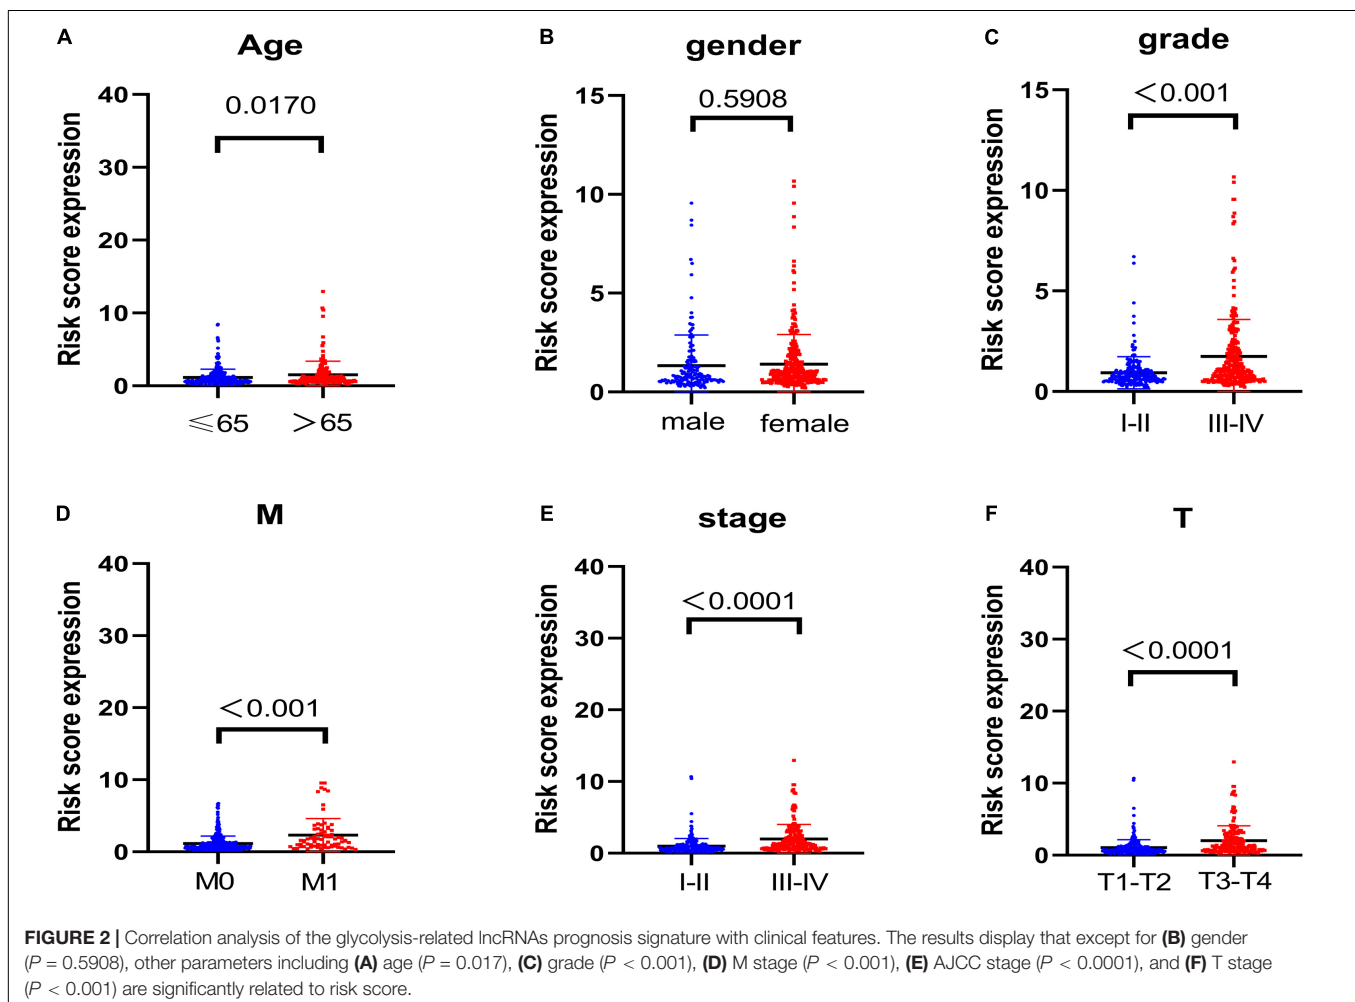 A
Age
40
30
20
10
0
Risk score expression
0.0170
≤65
>65
B
gender
15
10
5
0
Risk score expression
0.5908
male
female
C
grade
15
10
5
0
Risk score expression
<0.001
I-II
III-IV
D
M
40
30
20
10
0
Risk score expression
<0.001
M0
M1
E
stage
40
30
20
10
0
Risk score expression
<0.0001
I-II
III-IV
F
T
40
30
20
10
0
Risk score expression
<0.0001
T1-T2
T3-T4
FIGURE 2 | Correlation analysis of the glycolysis-related lncRNAs prognosis signature with clinical features. The results display that except for (B) gender
(P = 0.5908), other parameters including (A) age (P = 0.017), (C) grade (P < 0.001), (D) M stage (P < 0.001), (E) AJCC stage (P < 0.0001), and (F) T stage
(P < 0.001) are significantly related to risk score.